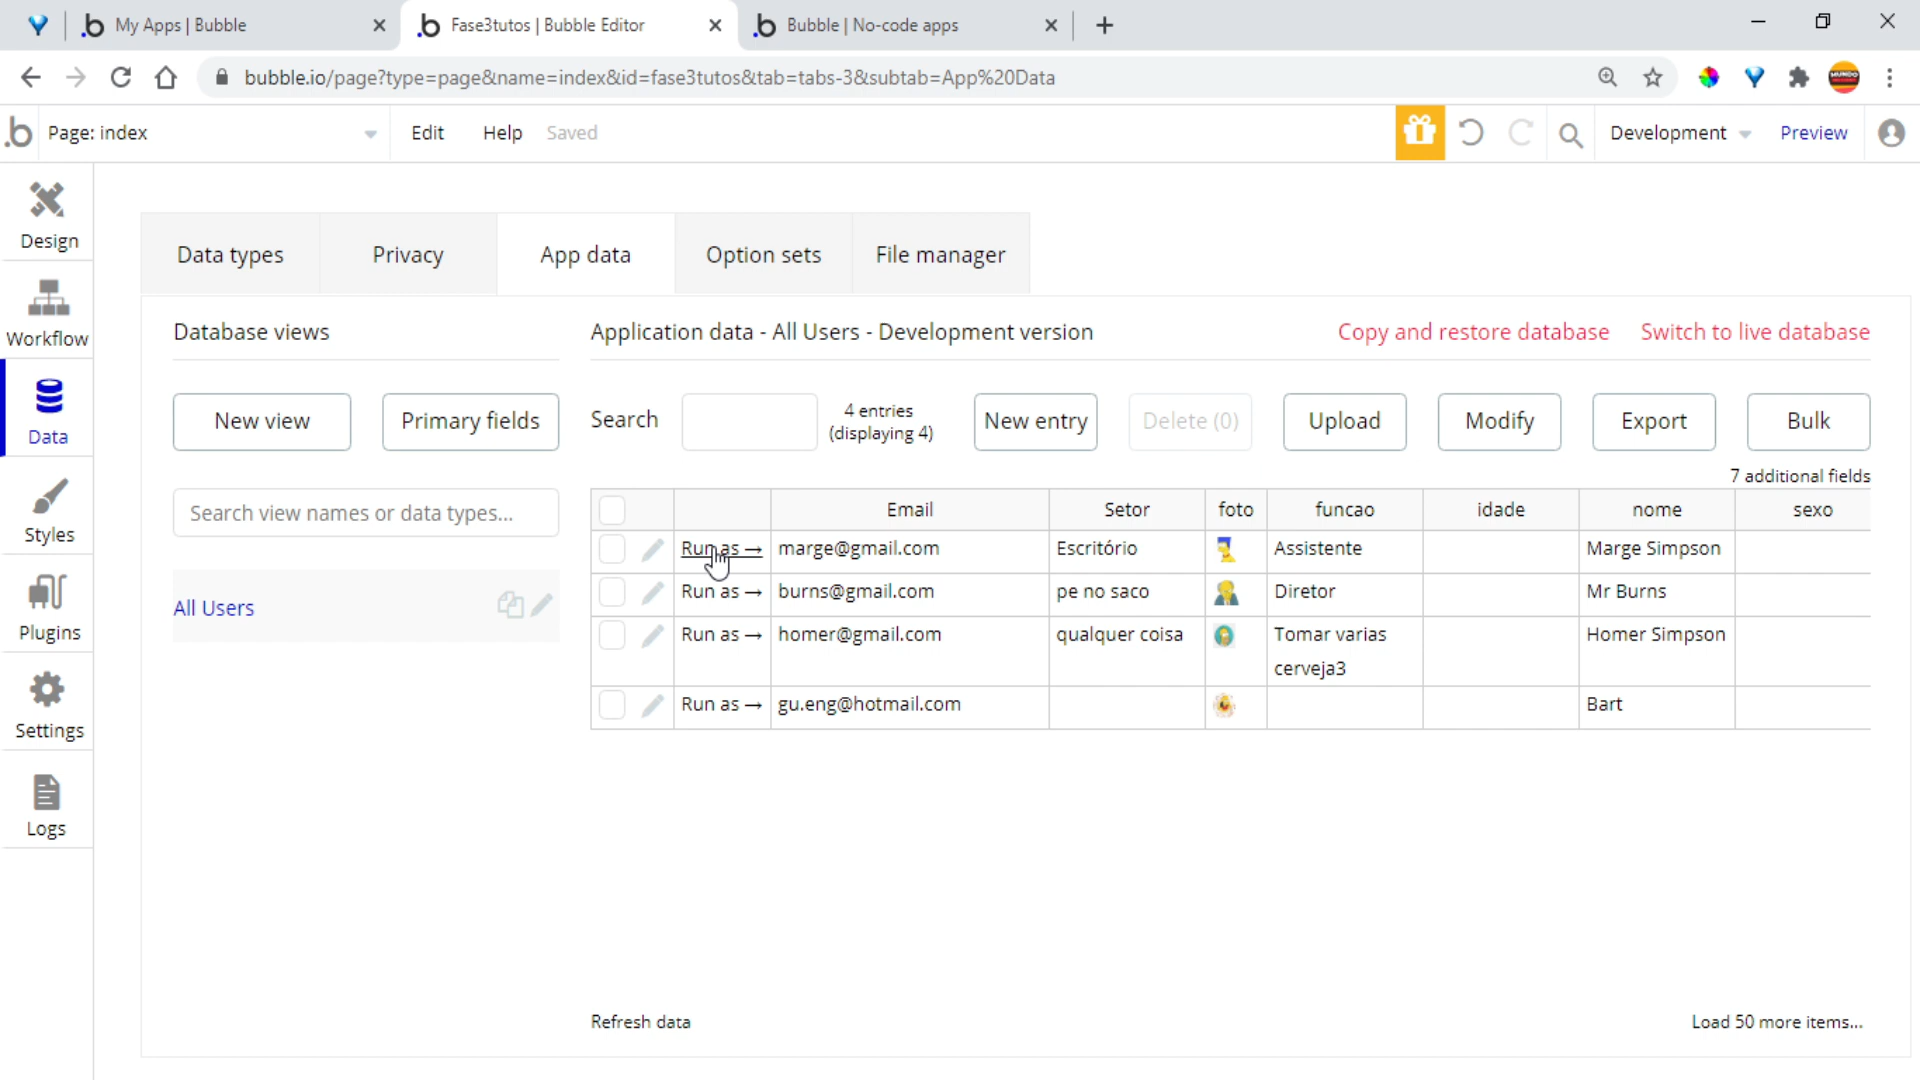 My Apps | Bubble
Fase3tutos | Bubble Editor
Bubble | No-code apps
bubble.io/page?type=page&name=index&id=fase3tutos&tab=tabs-3&subtab=App%20Data
Page: index
Edit
Help
Saved
Development
Preview
Design
Workflow
Data
Styles
Plugins
Settings
Logs
Data types
Privacy
App data
Option sets
File manager
Database views
Application data - All Users - Development version
Copy and restore database
Switch to live database
New view
Primary fields
Search
4 entries
(displaying 4)
New entry
Delete (0)
Upload
Modify
Export
Bulk
7 additional fields
Search view names or data types...
All Users
Email Setor foto funcao idade nome sexo
Run as → marge@gmail.com Escritório Assistente Marge Simpson
Run as → burns@gmail.com pe no saco Diretor Mr Burns
Run as → homer@gmail.com qualquer coisa Tomar varias Homer Simpson
cerveja3
Run as → gu.eng@hotmail.com Bart
Refresh data
Load 50 more items...